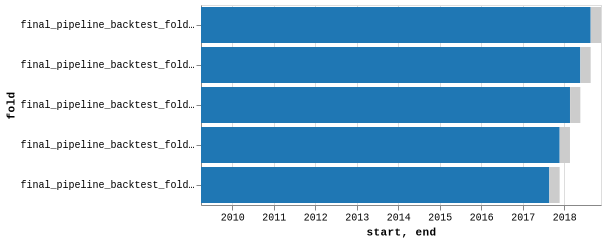 final_pipeline_backtest_fold…
final_pipeline_backtest_fold…
final_pipeline_backtest_fold…
final_pipeline_backtest_fold…
final_pipeline_backtest_fold…
fold
2010 2011 2012 2013 2014 2015 2016 2017 2018
start, end